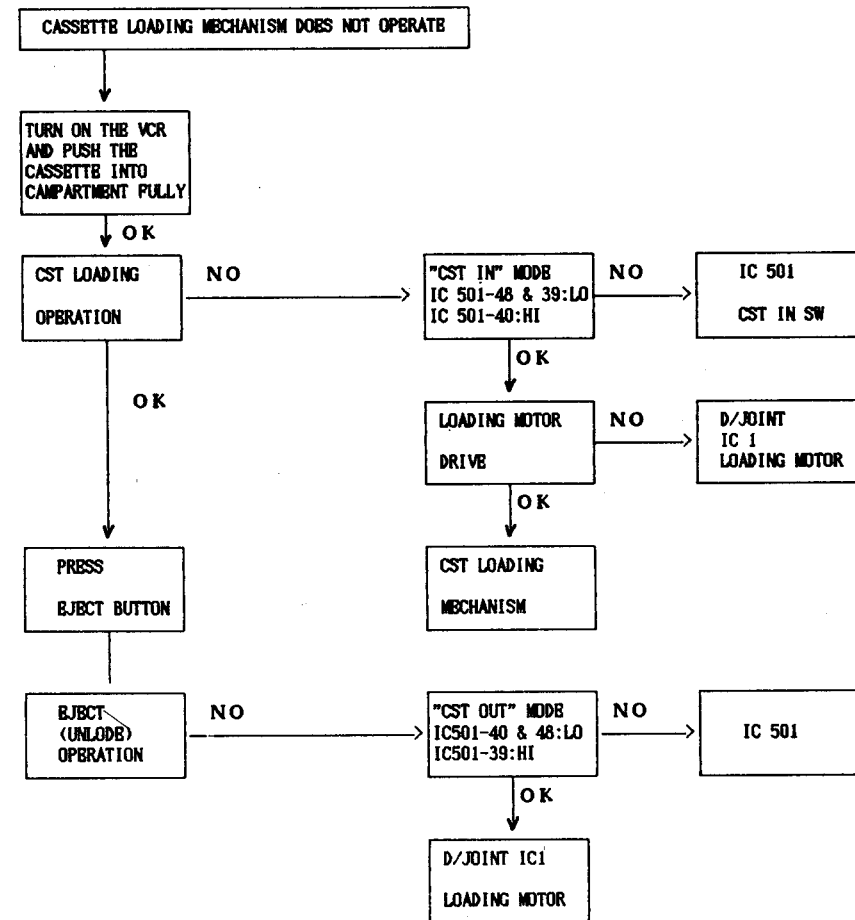 CASSETTE LOADING MECHANISM DOES NOT OPERATE
TURN ON THE VCR
AND PUSH THE
CASSETTE INTO
CAMPARTMENT FULLY
OK
CST LOADING
OPERATION
NO
"CST IN" MODE
IC 501-48 & 39:LO
IC 501-40:HI
NO
IC 501
CST IN SW
OK
OK
LOADING MOTOR
DRIVE
NO
D/JOINT
IC 1
LOADING MOTOR
OK
PRESS
EJECT BUTTON
CST LOADING
MECHANISM
EJECT
(UNLODE)
OPERATION
NO
"CST OUT" MODE
IC501-40 & 48:LO
IC501-39:HI
NO
IC 501
OK
D/JOINT IC1
LOADING MOTOR